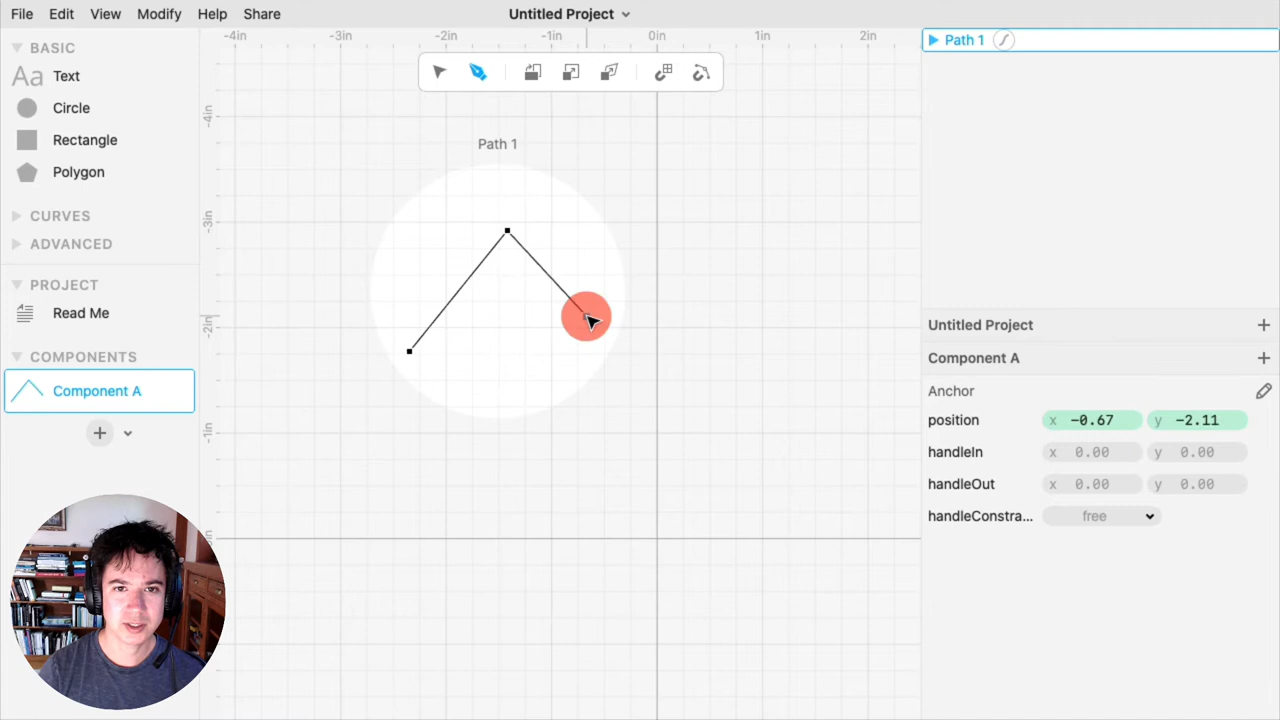 File Edit View Modify Help Share
Untitled Project
BASIC
Aa Text
Circle
Rectangle
Polygon
CURVES
ADVANCED
PROJECT
Read Me
COMPONENTS
Component A
-4in -3in -2in -1in 0in 1in 2in
-4in
-3in
-2in
-1in
Path 1
Path 1
Untitled Project
Component A
Anchor
position x -0.67 y -2.11
handleIn x 0.00 y 0.00
handleOut x 0.00 y 0.00
handleConstra... free